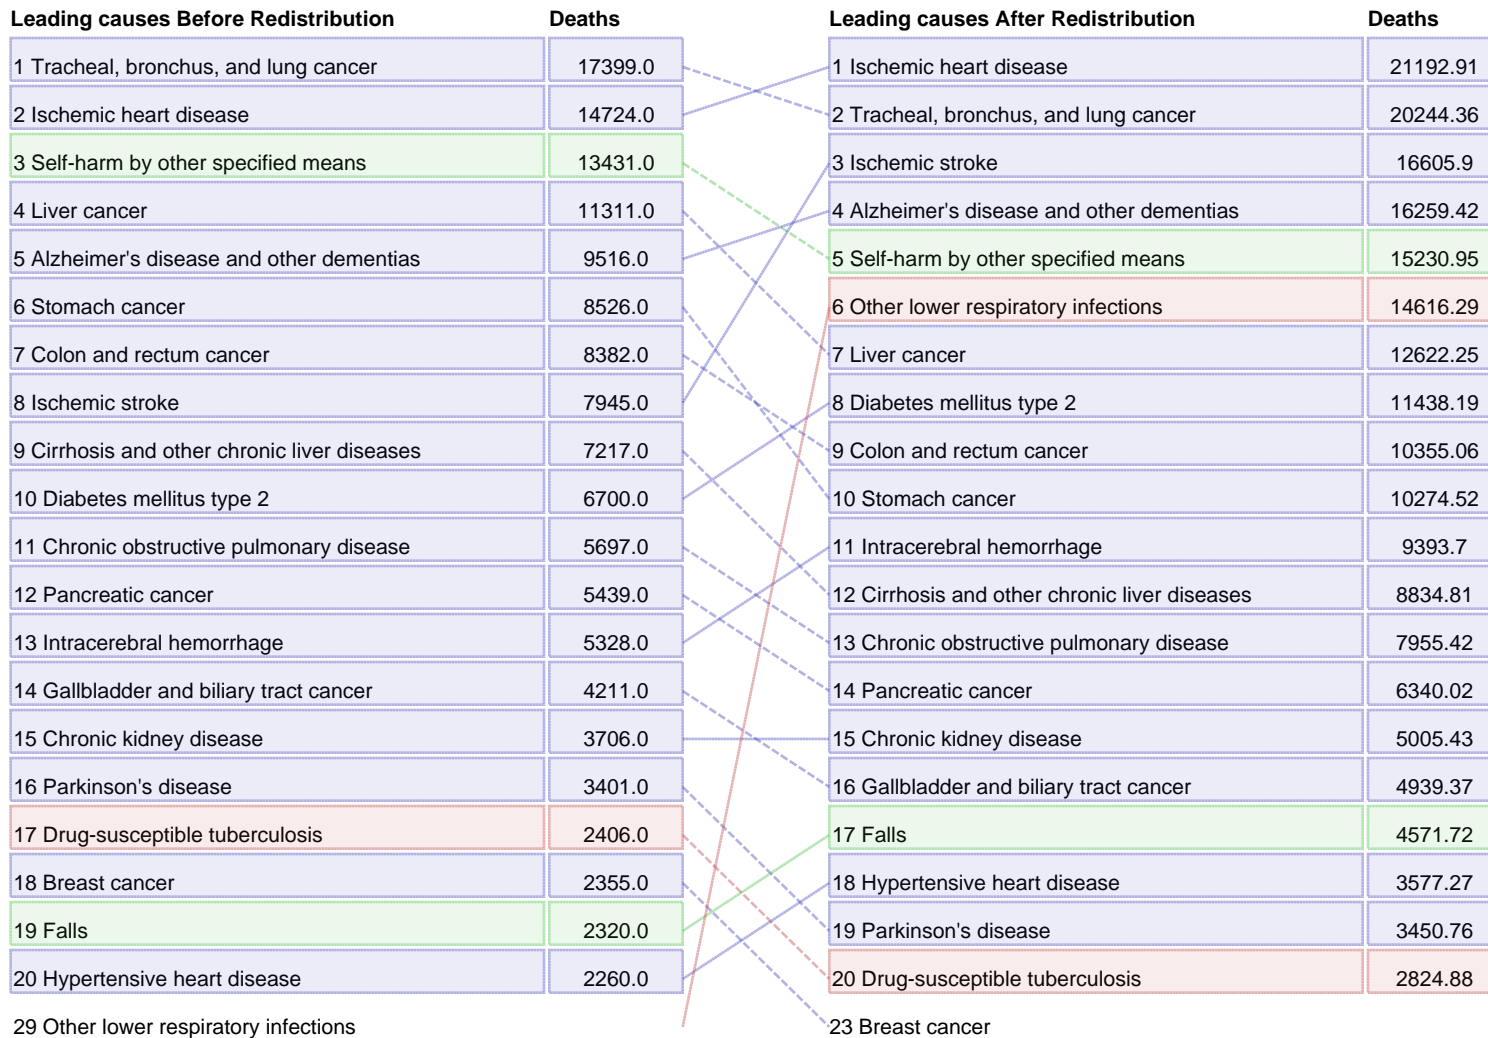 Leading causes Before Redistribution Deaths Leading causes After Redistribution Deaths
1 Tracheal, bronchus, and lung cancer 17399.0 1 Ischemic heart disease 21192.91
2 Ischemic heart disease 14724.0 2 Tracheal, bronchus, and lung cancer 20244.36
3 Self-harm by other specified means 13431.0 3 Ischemic stroke 16605.9
4 Liver cancer 11311.0 4 Alzheimer's disease and other dementias 16259.42
5 Alzheimer's disease and other dementias 9516.0 5 Self-harm by other specified means 15230.95
6 Stomach cancer 8526.0 6 Other lower respiratory infections 14616.29
7 Colon and rectum cancer 8382.0 7 Liver cancer 12622.25
8 Ischemic stroke 7945.0 8 Diabetes mellitus type 2 11438.19
9 Cirrhosis and other chronic liver diseases 7217.0 9 Colon and rectum cancer 10355.06
10 Diabetes mellitus type 2 6700.0 10 Stomach cancer 10274.52
11 Chronic obstructive pulmonary disease 5697.0 11 Intracerebral hemorrhage 9393.7
12 Pancreatic cancer 5439.0 12 Cirrhosis and other chronic liver diseases 8834.81
13 Intracerebral hemorrhage 5328.0 13 Chronic obstructive pulmonary disease 7955.42
14 Gallbladder and biliary tract cancer 4211.0 14 Pancreatic cancer 6340.02
15 Chronic kidney disease 3706.0 15 Chronic kidney disease 5005.43
16 Parkinson's disease 3401.0 16 Gallbladder and biliary tract cancer 4939.37
17 Drug-susceptible tuberculosis 2406.0 17 Falls 4571.72
18 Breast cancer 2355.0 18 Hypertensive heart disease 3577.27
19 Falls 2320.0 19 Parkinson's disease 3450.76
20 Hypertensive heart disease 2260.0 20 Drug-susceptible tuberculosis 2824.88
29 Other lower respiratory infections 23 Breast cancer